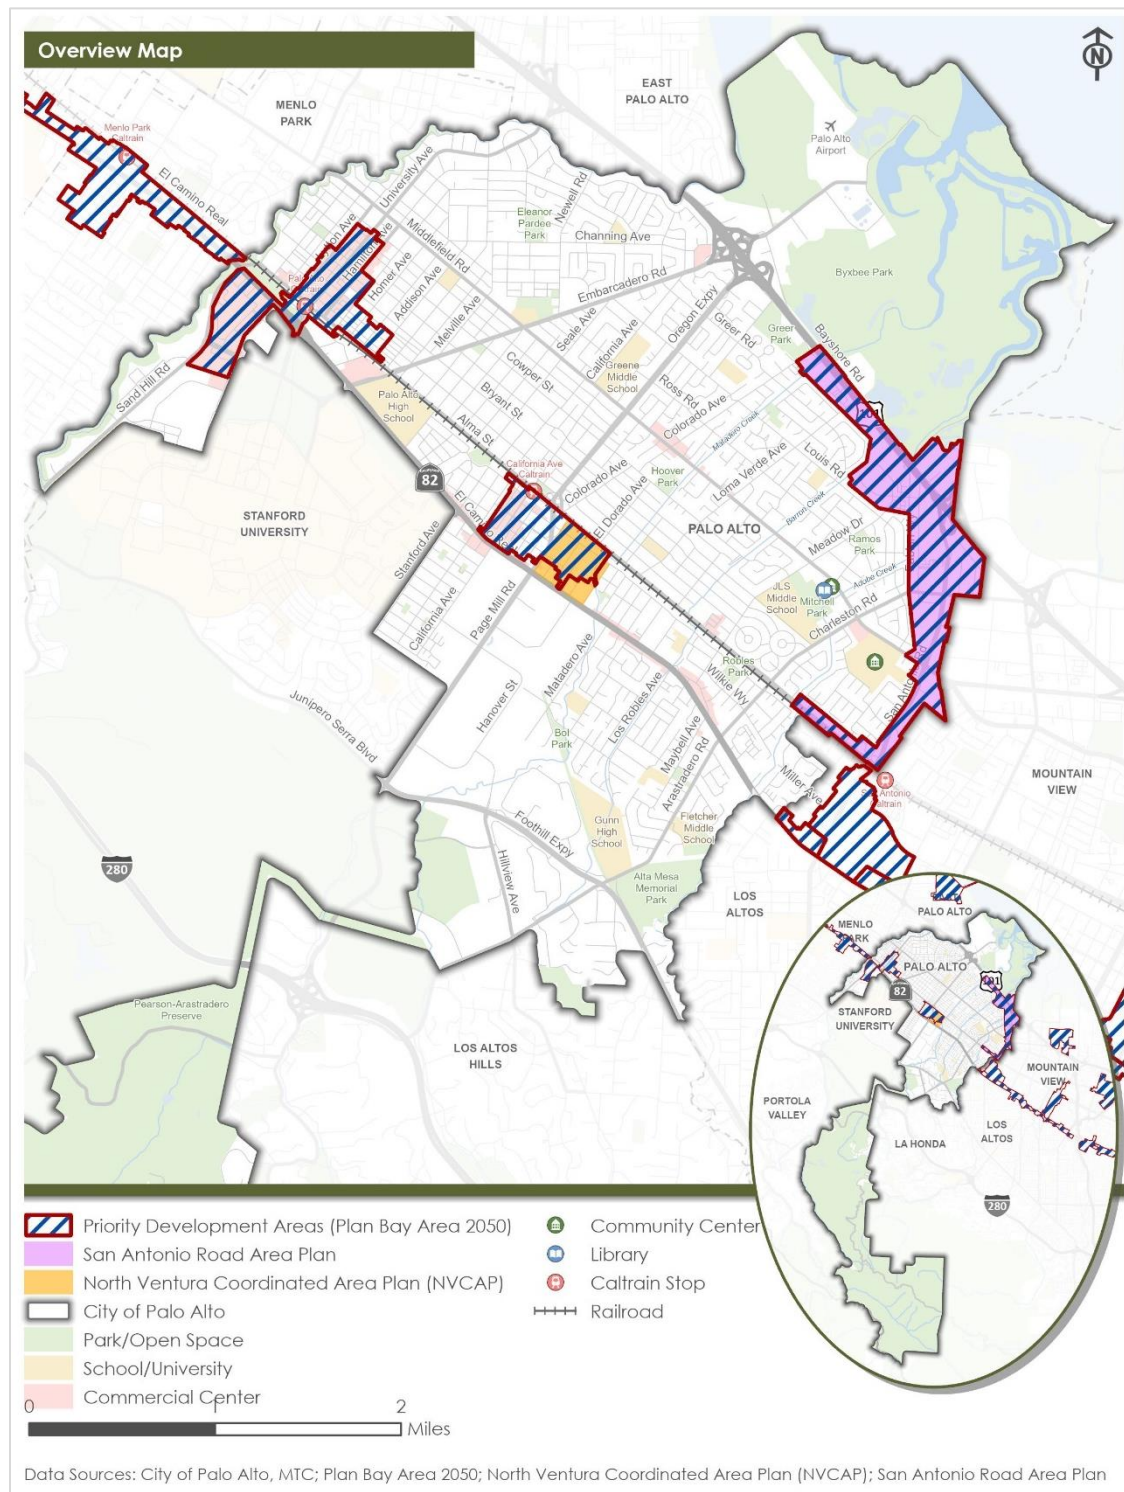 Overview Map
N
EAST
PALO ALTO
MENLO
PARK
Menlo Park
Caltrain
El Camino Real
Palo Alto
Airport
University Ave
Newell Rd
Eleanor
Pardee
Park
Channing Ave
Middlefield Rd
Hamilton Ave
Homer Ave
Addison Ave
Melville Ave
Embarcadero Rd
Byxbee Park
Seale Ave
California Ave
Oregon Expy
Greer Rd
Greer
Park
Bayshore Rd
Sand Hill Rd
Cowper St
Greene
Middle
School
Ross Rd
Bryant St
Palo Alto
High
School
Alma St
Colorado Ave
Matadero Creek
101
California Ave
Caltrain
82
Colorado Ave
Hoover
Park
Loma Verde Ave
Louis Rd
Barron Creek
El Dorado Ave
STANFORD
UNIVERSITY
El Camino Real
PALO ALTO
Meadow Dr
Ramos
Park
Stanford Ave
Adobe Creek
JLS
Middle
School
Mitchell
Park
California Ave
Page Mill Rd
Charleston Rd
Matadero Ave
Robles
Park
Wilkie Wy
San Antonio Rd
Junipero Serra Blvd
Hanover St
Los Robles Ave
Bol
Park
Maybell Ave
Arastradero Rd
Miller Ave
San Antonio
Caltrain
MOUNTAIN
VIEW
Foothill Expy
Gunn
High
School
Fletcher
Middle
School
280
Hillview Ave
Alta Mesa
Memorial
Park
LOS
ALTOS
Pearson-Arastradero
Preserve
LOS ALTOS
HILLS
PALO ALTO
MENLO
PARK
PALO ALTO
101
82
STANFORD
UNIVERSITY
MOUNTAIN
VIEW
PORTOLA
VALLEY
LOS
ALTOS
LA HONDA
280
Priority Development Areas (Plan Bay Area 2050)
San Antonio Road Area Plan
North Ventura Coordinated Area Plan (NVCAP)
City of Palo Alto
Park/Open Space
School/University
Commercial Center
Community Center
Library
Caltrain Stop
Railroad
0 1 2
Miles
Data Sources: City of Palo Alto, MTC; Plan Bay Area 2050; North Ventura Coordinated Area Plan (NVCAP); San Antonio Road Area Plan